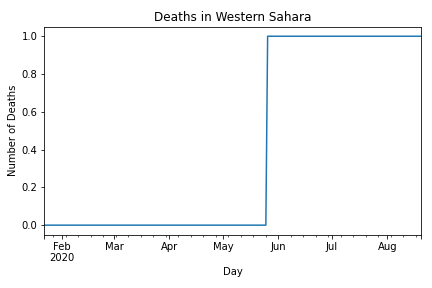 Deaths in Western Sahara
Number of Deaths
1.0
0.8
0.6
0.4
0.2
0.0
Feb Mar Apr May Jun Jul Aug
2020
Day